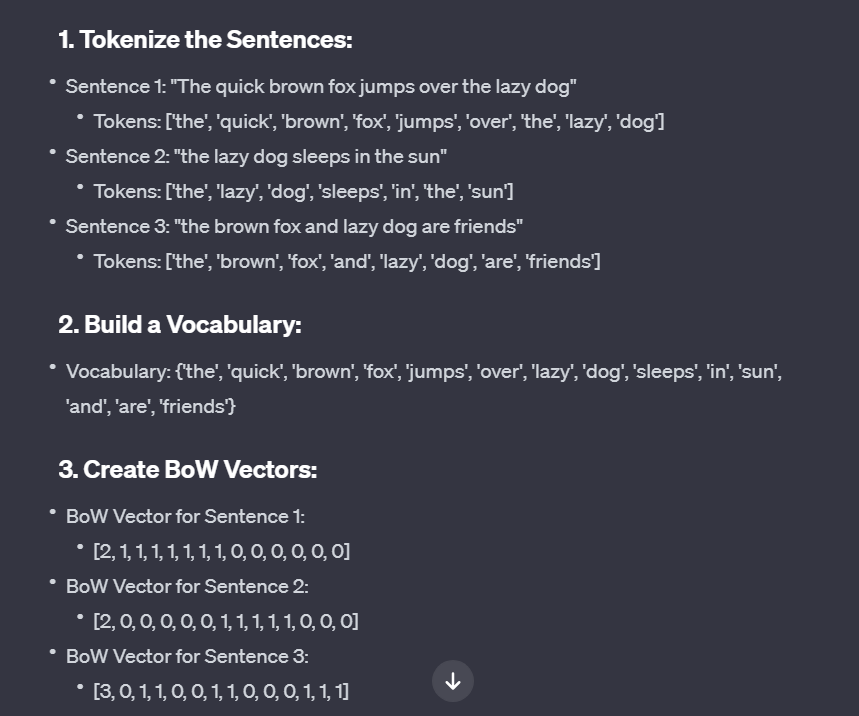 1. Tokenize the Sentences:
• Sentence 1: "The quick brown fox jumps over the lazy dog"
• Tokens: ['the', 'quick', 'brown', 'fox', 'jumps', 'over', 'the', 'lazy', 'dog']
• Sentence 2: "the lazy dog sleeps in the sun"
• Tokens: ['the', 'lazy', 'dog', 'sleeps', 'in', 'the', 'sun']
• Sentence 3: "the brown fox and lazy dog are friends"
• Tokens: ['the', 'brown', 'fox', 'and', 'lazy', 'dog', 'are', 'friends']
2. Build a Vocabulary:
• Vocabulary: {'the', 'quick', 'brown', 'fox', 'jumps', 'over', 'lazy', 'dog', 'sleeps', 'in', 'sun',
'and', 'are', 'friends'}
3. Create BoW Vectors:
• BoW Vector for Sentence 1:
• [2, 1, 1, 1, 1, 1, 1, 1, 0, 0, 0, 0, 0, 0]
• BoW Vector for Sentence 2:
• [2, 0, 0, 0, 0, 0, 1, 1, 1, 1, 1, 0, 0, 0]
• BoW Vector for Sentence 3:
• [3, 0, 1, 1, 0, 0, 1, 1, 0, 0, 0, 1, 1, 1]